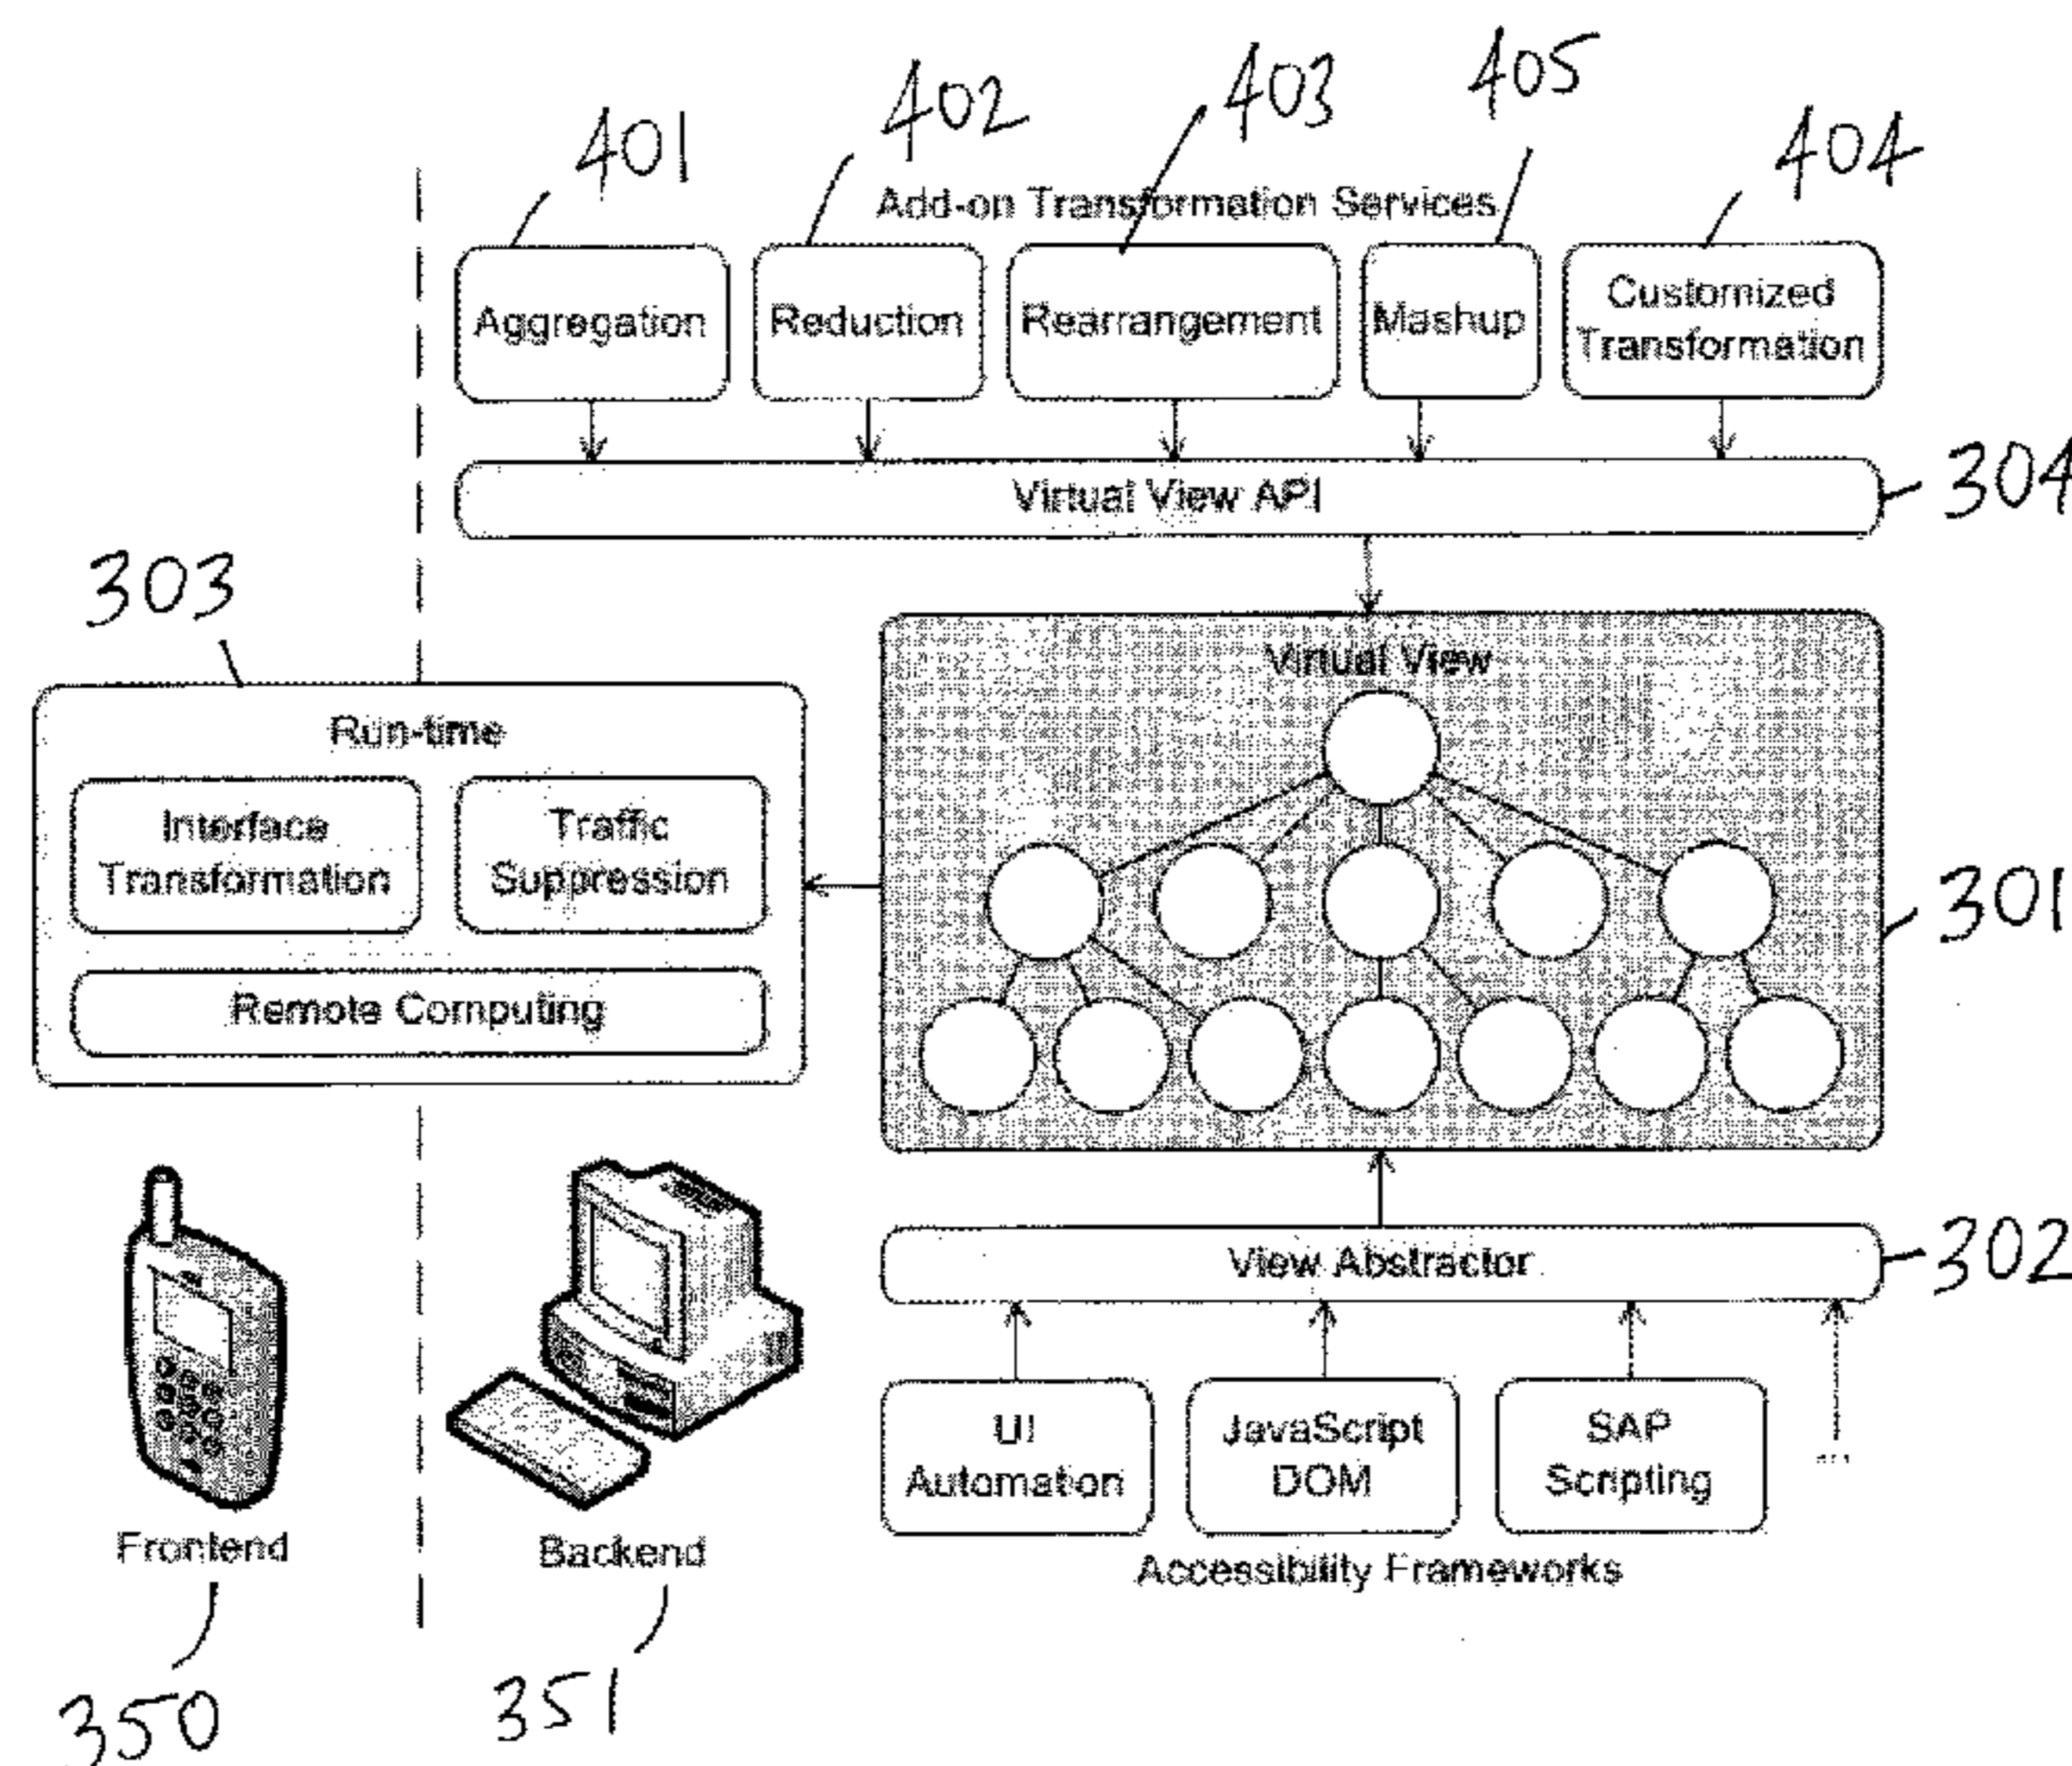 401
402
403
405
404
Add-on Transformation Services
Aggregation
Reduction
Rearrangement
Mashup
Customized
Transformation
Virtual View API
304
303
Run-time
Interface
Transformation
Traffic
Suppression
Remote Computing
Virtual View
301
View Abstractor
302
UI
Automation
JavaScript
DOM
SAP
Scripting
...
Accessibility Frameworks
Frontend
Backend
350
351